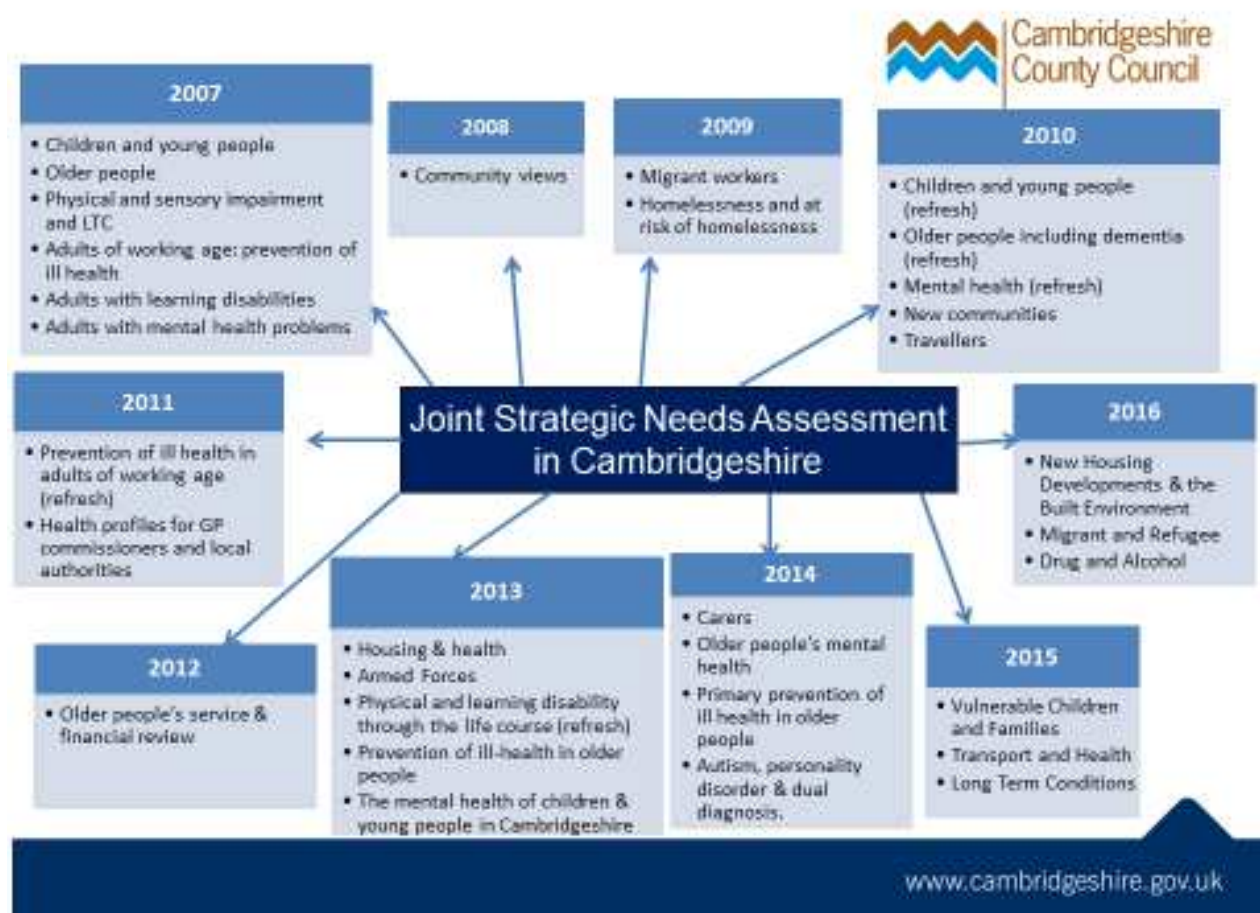 Cambridgeshire
County Council
2007
• Children and young people
• Older people
• Physical and sensory impairment
and LTC
• Adults of working age: prevention of
ill health
• Adults with learning disabilities
• Adults with mental health problems
2008
• Community views
2009
• Migrant workers
• Homelessness and at
risk of homelessness
2010
• Children and young people
(refresh)
• Older people including dementia
(refresh)
• Mental health (refresh)
• New communities
• Travellers
Joint Strategic Needs Assessment
in Cambridgeshire
2011
• Prevention of ill health in
adults of working age
(refresh)
• Health profiles for GP
commissioners and local
authorities
2016
• New Housing
Developments & the
Built Environment
• Migrant and Refugee
• Drug and Alcohol
2012
• Older people's service &
financial review
2013
• Housing & health
• Armed Forces
• Physical and learning disability
through the life course (refresh)
• Prevention of ill-health in older
people
• The mental health of children &
young people in Cambridgeshire
2014
• Carers
• Older people's mental
health
• Primary prevention of
ill health in older
people
• Autism, personality
disorder & dual
diagnosis.
2015
• Vulnerable Children
and Families
• Transport and Health
• Long Term Conditions
www.cambridgeshire.gov.uk